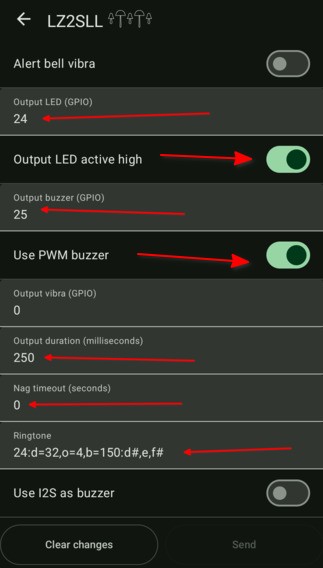 LZ2SLL
Alert bell vibra
Output LED (GPIO)
24
Output LED active high
Output buzzer (GPIO)
25
Use PWM buzzer
Output vibra (GPIO)
0
Output duration (milliseconds)
250
Nag timeout (seconds)
0
Ringtone
24:d=32,o=4,b=150:d#,e,f#
Use I2S as buzzer
Clear changes
Send